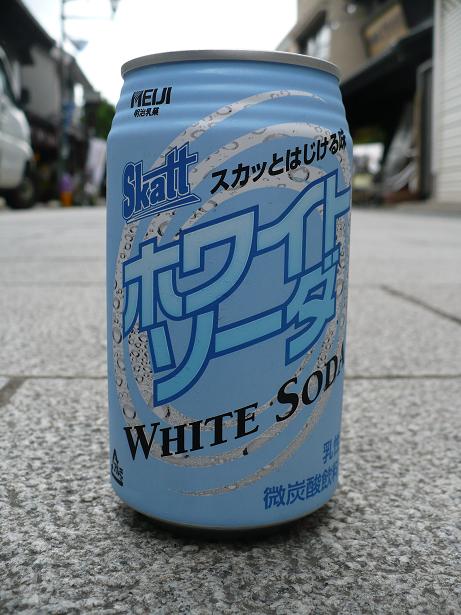 MEIJI
明治乳業
Skatt
スカッとはじける味
ホワイト
ソーダ
WHITE SODA
乳性
微炭酸飲料